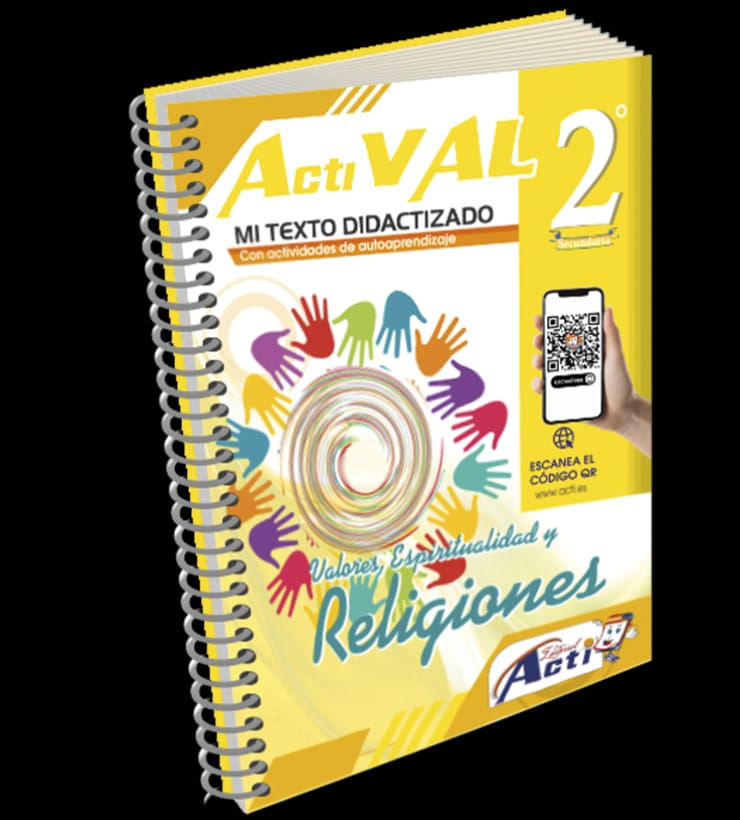 ActiVAL
2°
Secundaria
MI TEXTO DIDACTIZADO
Con actividades de autoaprendizaje
ESCANEA EL
CÓDIGO QR
www.acti.es
Valores, Espiritualidad y
Religiones
Editorial
Acti